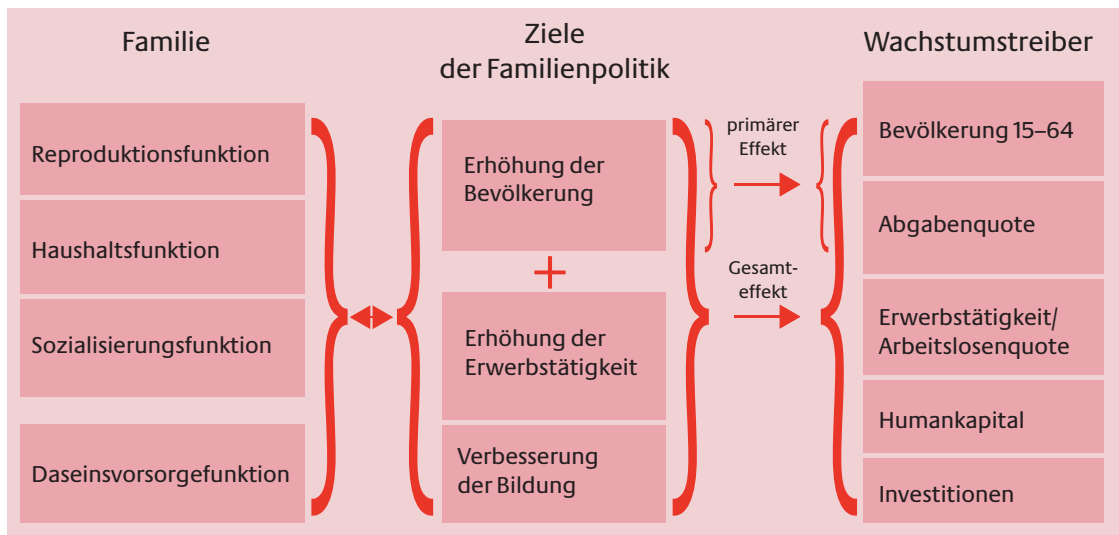 Familie
Reproduktionsfunktion
Haushaltsfunktion
Sozialisierungsfunktion
Daseinsvorsorgefunktion
Ziele
der Familienpolitik
Erhöhung der
Bevölkerung
+
Erhöhung der
Erwerbstätigkeit
Verbesserung
der Bildung
primärer
Effekt
Gesamt-
effekt
Wachstumstreiber
Bevölkerung 15–64
Abgabenquote
Erwerbstätigkeit/
Arbeitslosenquote
Humankapital
Investitionen